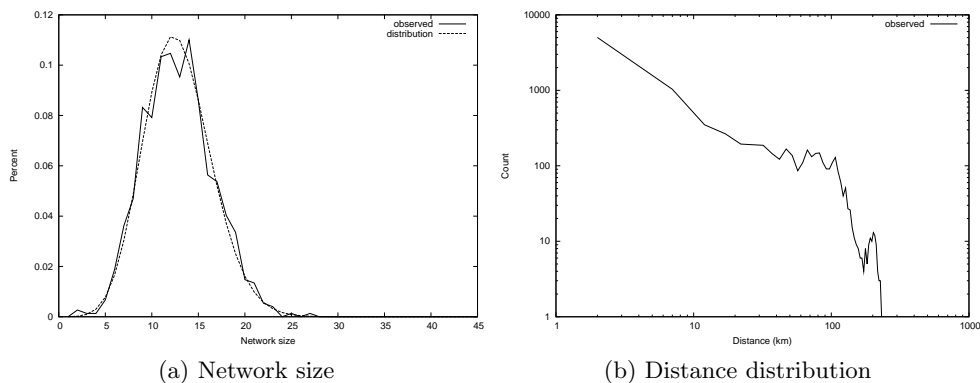 0.12
0.1
0.08
0.06
0.04
0.02
0
Percent
0 5 10 15 20 25 30 35 40 45
Network size
observed
distribution
(a) Network size
10000
1000
100
10
1
Count
1 10 100 1000
Distance (km)
observed
(b) Distance distribution